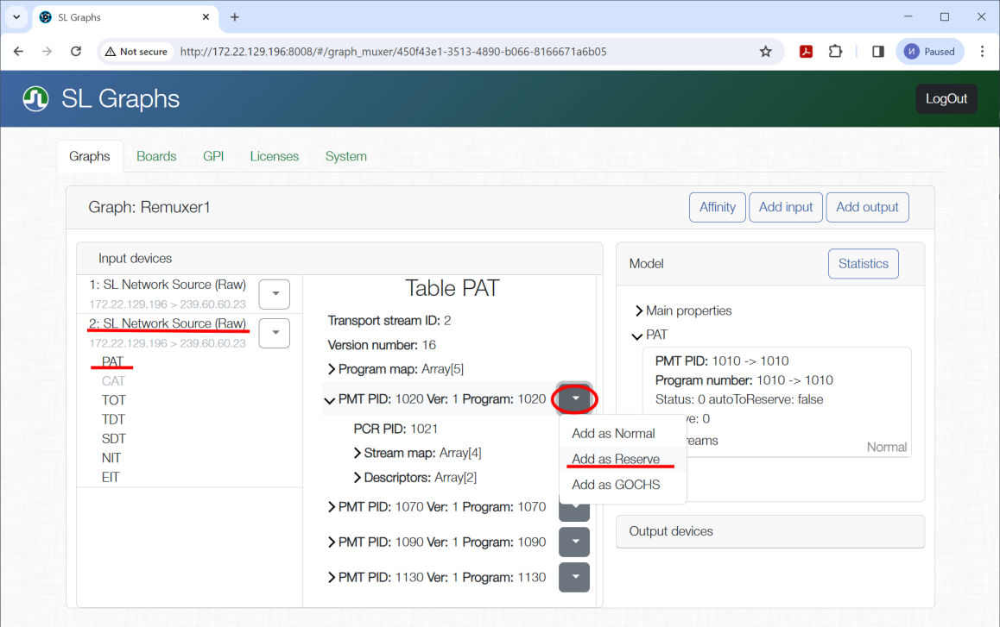 SL Graphs
Not secure
http://172.22.129.196:8008/#/graph_muxer/450f43e1-3513-4890-b066-8166671a6b05
И
Paused
SL Graphs
LogOut
Graphs
Boards
GPI
Licenses
System
Graph: Remuxer1
Affinity
Add input
Add output
Input devices
1: SL Network Source (Raw)
172.22.129.196 > 239.60.60.23
2: SL Network Source (Raw)
172.22.129.196 > 239.60.60.23
PAT
CAT
TOT
TDT
SDT
NIT
EIT
Table PAT
Transport stream ID: 2
Version number: 16
Program map: Array[5]
PMT PID: 1020 Ver: 1 Program: 1020
PCR PID: 1021
Stream map: Array[4]
Descriptors: Array[2]
PMT PID: 1070 Ver: 1 Program: 1070
PMT PID: 1090 Ver: 1 Program: 1090
PMT PID: 1130 Ver: 1 Program: 1130
Add as Normal
Add as Reserve
Add as GOCHS
Model
Statistics
Main properties
PAT
PMT PID: 1010 -> 1010
Program number: 1010 -> 1010
Status: 0 autoToReserve: false
ve: 0
reams
Normal
Output devices